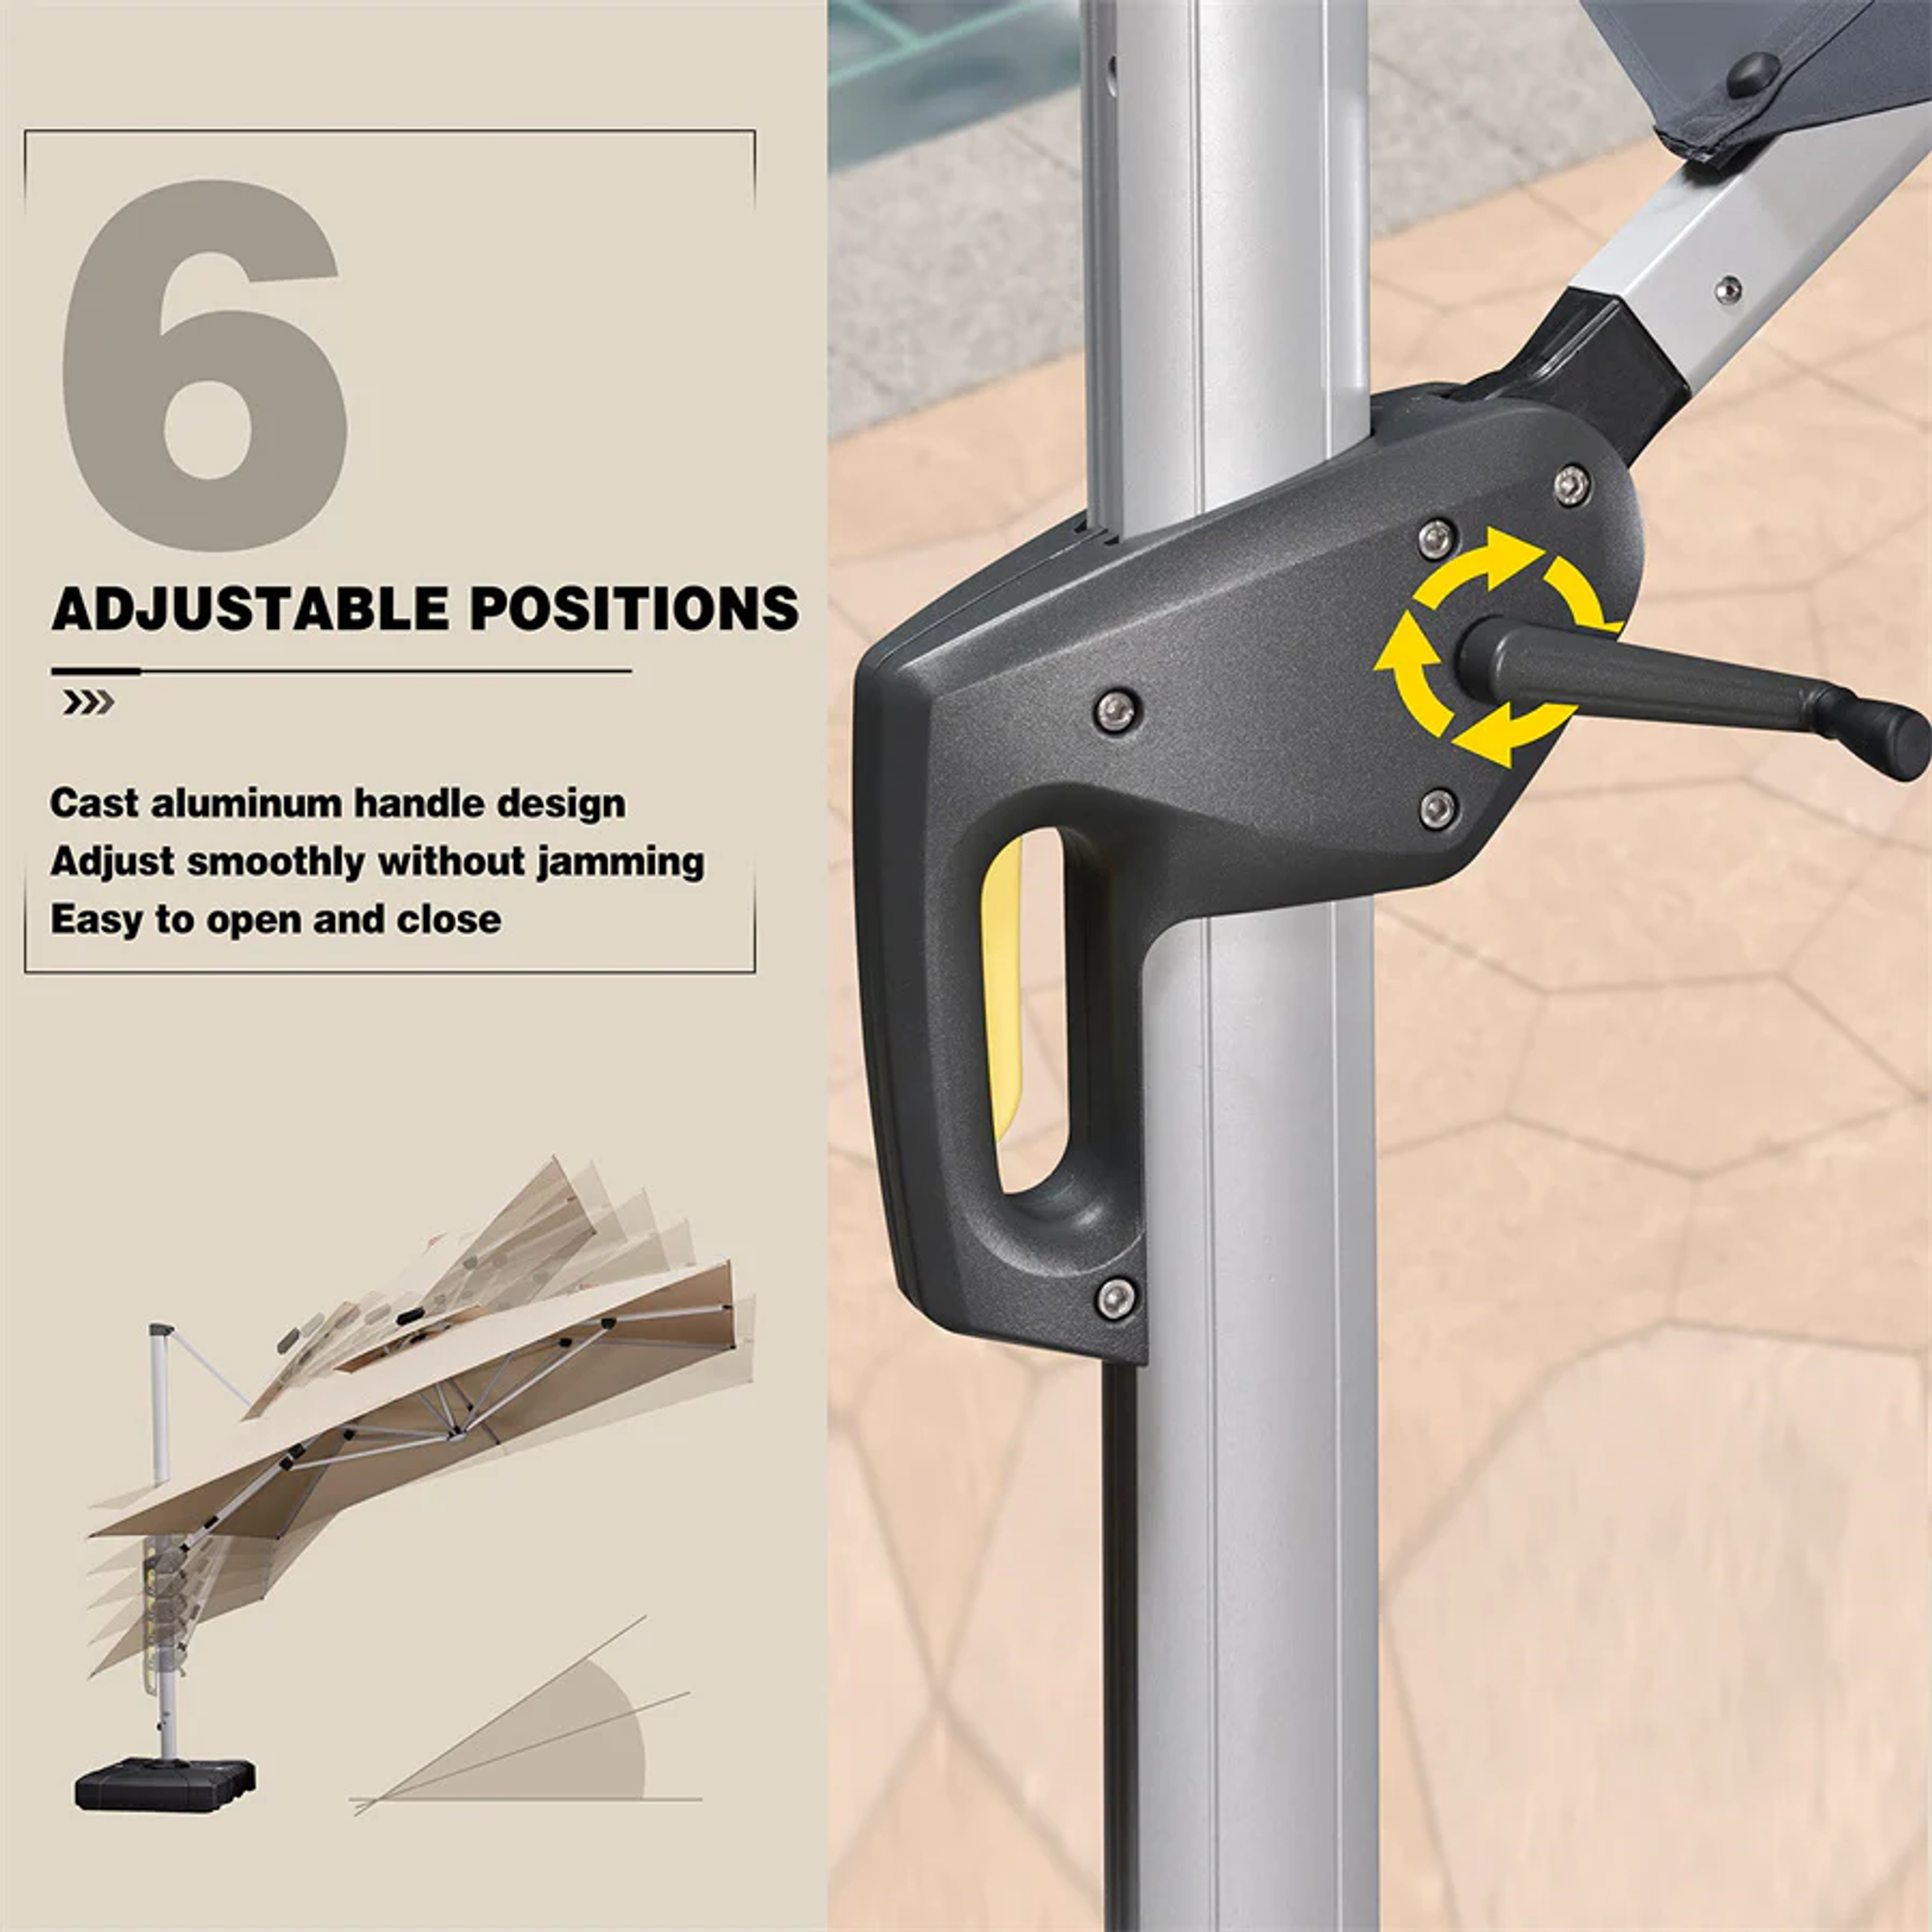 6
ADJUSTABLE POSITIONS
Cast aluminum handle design
Adjust smoothly without jamming
Easy to open and close